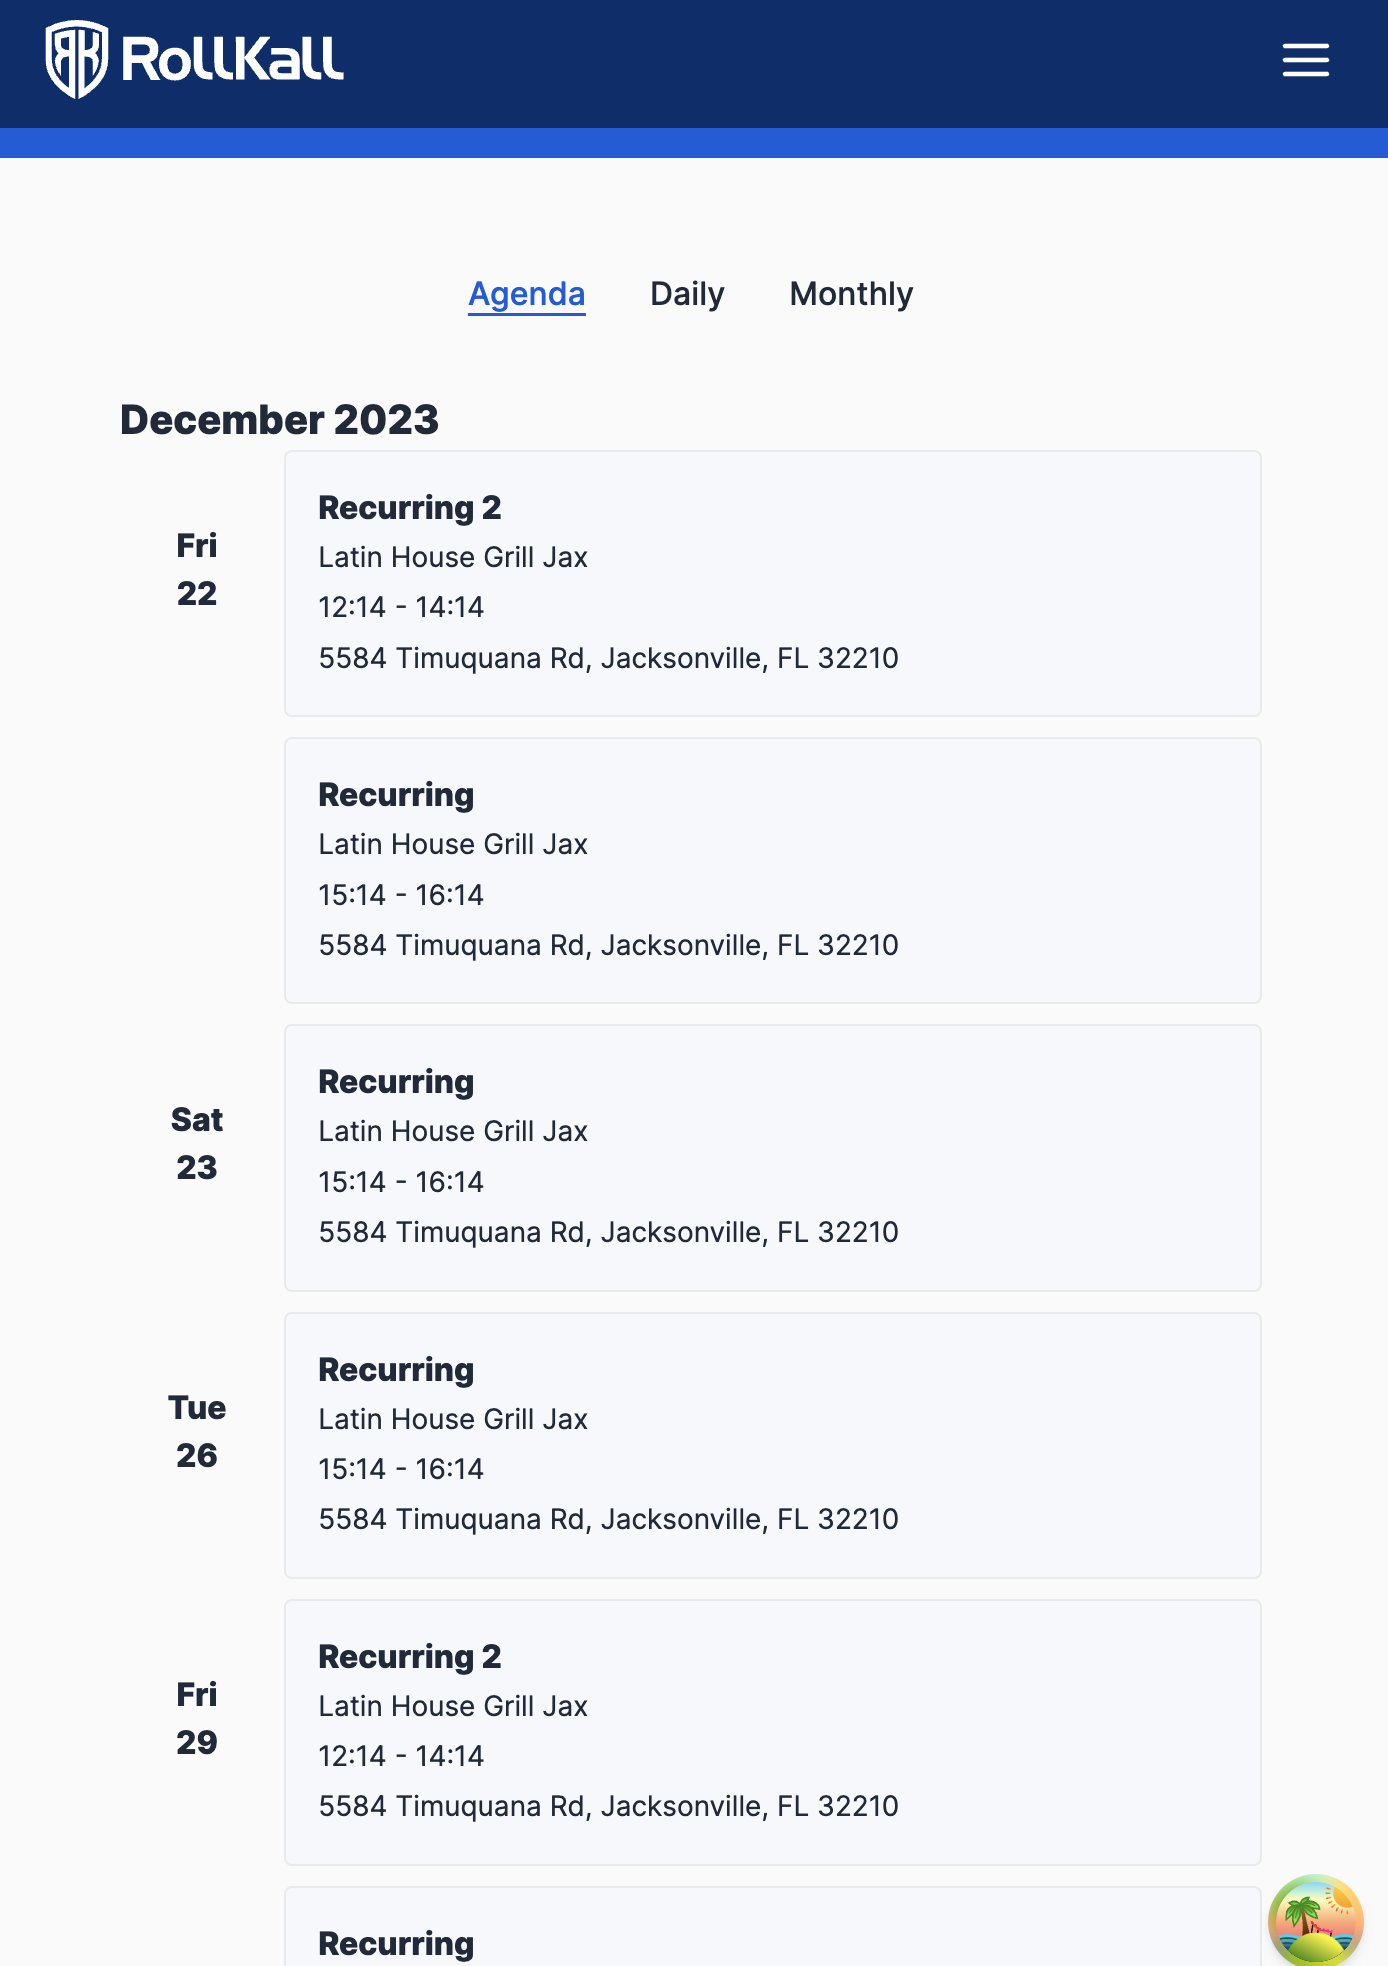 RollKall
Agenda Daily Monthly
December 2023
Fri
22
Recurring 2
Latin House Grill Jax
12:14 - 14:14
5584 Timuquana Rd, Jacksonville, FL 32210
Recurring
Latin House Grill Jax
15:14 - 16:14
5584 Timuquana Rd, Jacksonville, FL 32210
Sat
23
Recurring
Latin House Grill Jax
15:14 - 16:14
5584 Timuquana Rd, Jacksonville, FL 32210
Tue
26
Recurring
Latin House Grill Jax
15:14 - 16:14
5584 Timuquana Rd, Jacksonville, FL 32210
Fri
29
Recurring 2
Latin House Grill Jax
12:14 - 14:14
5584 Timuquana Rd, Jacksonville, FL 32210
Recurring